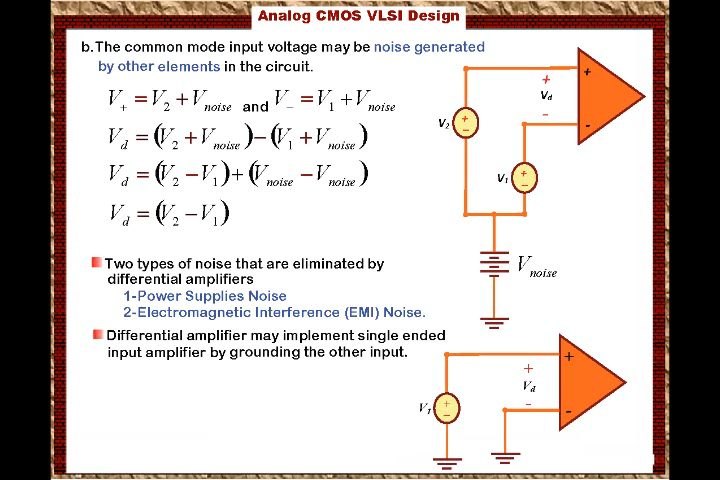 Analog CMOS VLSI Design
b.The common mode input voltage may be noise generated
by other elements in the circuit.
V+ = V2 + Vnoise and V− = V1 + Vnoise
Vd = (V2 + Vnoise) − (V1 + Vnoise)
Vd = (V2 − V1) + (Vnoise − Vnoise)
Vd = (V2 − V1)
Two types of noise that are eliminated by
differential amplifiers
1-Power Supplies Noise
2-Electromagnetic Interference (EMI) Noise.
Differential amplifier may implement single ended
input amplifier by grounding the other input.
+
+
Vd
-
-
V2
+
−
V1
+
−
Vnoise
+
+
Vd
-
-
V1
+
−